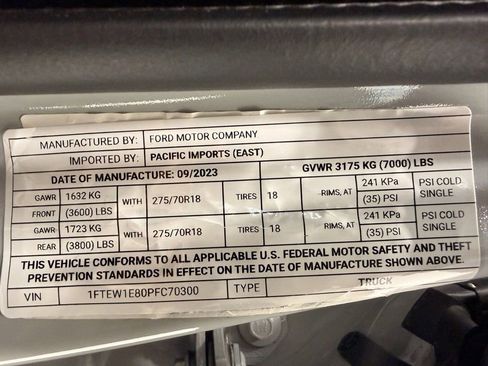 MANUFACTURED BY: FORD MOTOR COMPANY
IMPORTED BY: PACIFIC IMPORTS (EAST)
DATE OF MANUFACTURE: 09/2023 GVWR 3175 KG (7000) LBS
GAWR 1632 KG WITH 275/70R18 TIRES 18 RIMS, AT 241 KPa PSI COLD
FRONT (3600) LBS (35) PSI SINGLE
GAWR 1723 KG WITH 275/70R18 TIRES 18 RIMS, AT 241 KPa PSI COLD
REAR (3800) LBS (35) PSI SINGLE
THIS VEHICLE CONFORMS TO ALL APPLICABLE U.S. FEDERAL MOTOR SAFETY AND THEFT
PREVENTION STANDARDS IN EFFECT ON THE DATE OF MANUFACTURE SHOWN ABOVE.
VIN 1FTEW1E80PFC70300 TYPE TRUCK